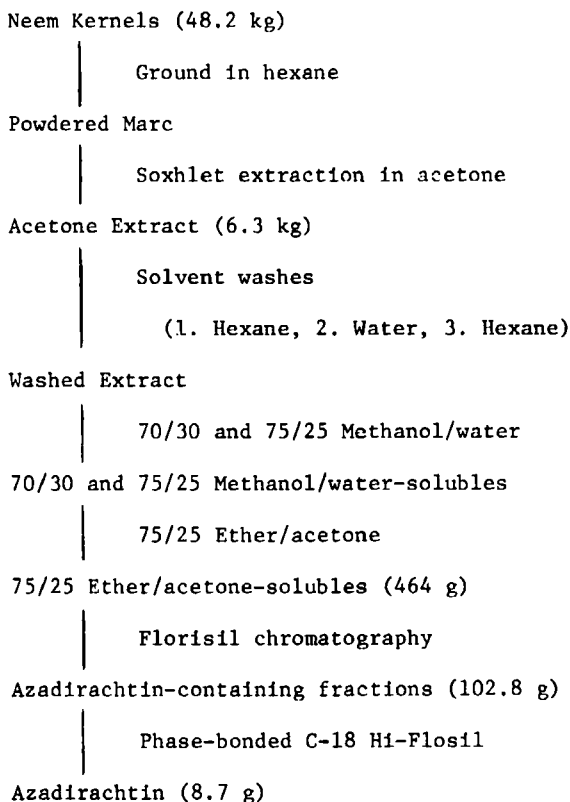 Neem Kernels (48.2 kg)
Ground in hexane
Powdered Marc
Soxhlet extraction in acetone
Acetone Extract (6.3 kg)
Solvent washes
(1. Hexane, 2. Water, 3. Hexane)
Washed Extract
70/30 and 75/25 Methanol/water
70/30 and 75/25 Methanol/water-solubles
75/25 Ether/acetone
75/25 Ether/acetone-solubles (464 g)
Florisil chromatography
Azadirachtin-containing fractions (102.8 g)
Phase-bonded C-18 Hi-Flosil
Azadirachtin (8.7 g)